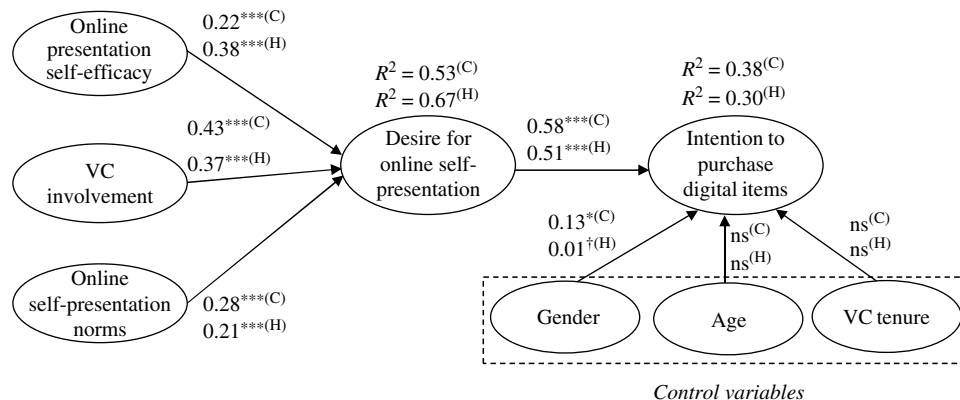 Online
presentation
self-efficacy
0.22***(C)
0.38***(H)
R² = 0.53(C)
R² = 0.67(H)
R² = 0.38(C)
R² = 0.30(H)
VC
involvement
0.43***(C)
0.37***(H)
Desire for
online self-
presentation
0.58***(C)
0.51***(H)
Intention to
purchase
digital items
Online
self-presentation
norms
0.28***(C)
0.21***(H)
0.13*(C)
0.01†(H)
ns(C)
ns(H)
ns(C)
ns(H)
Gender
Age
VC tenure
Control variables